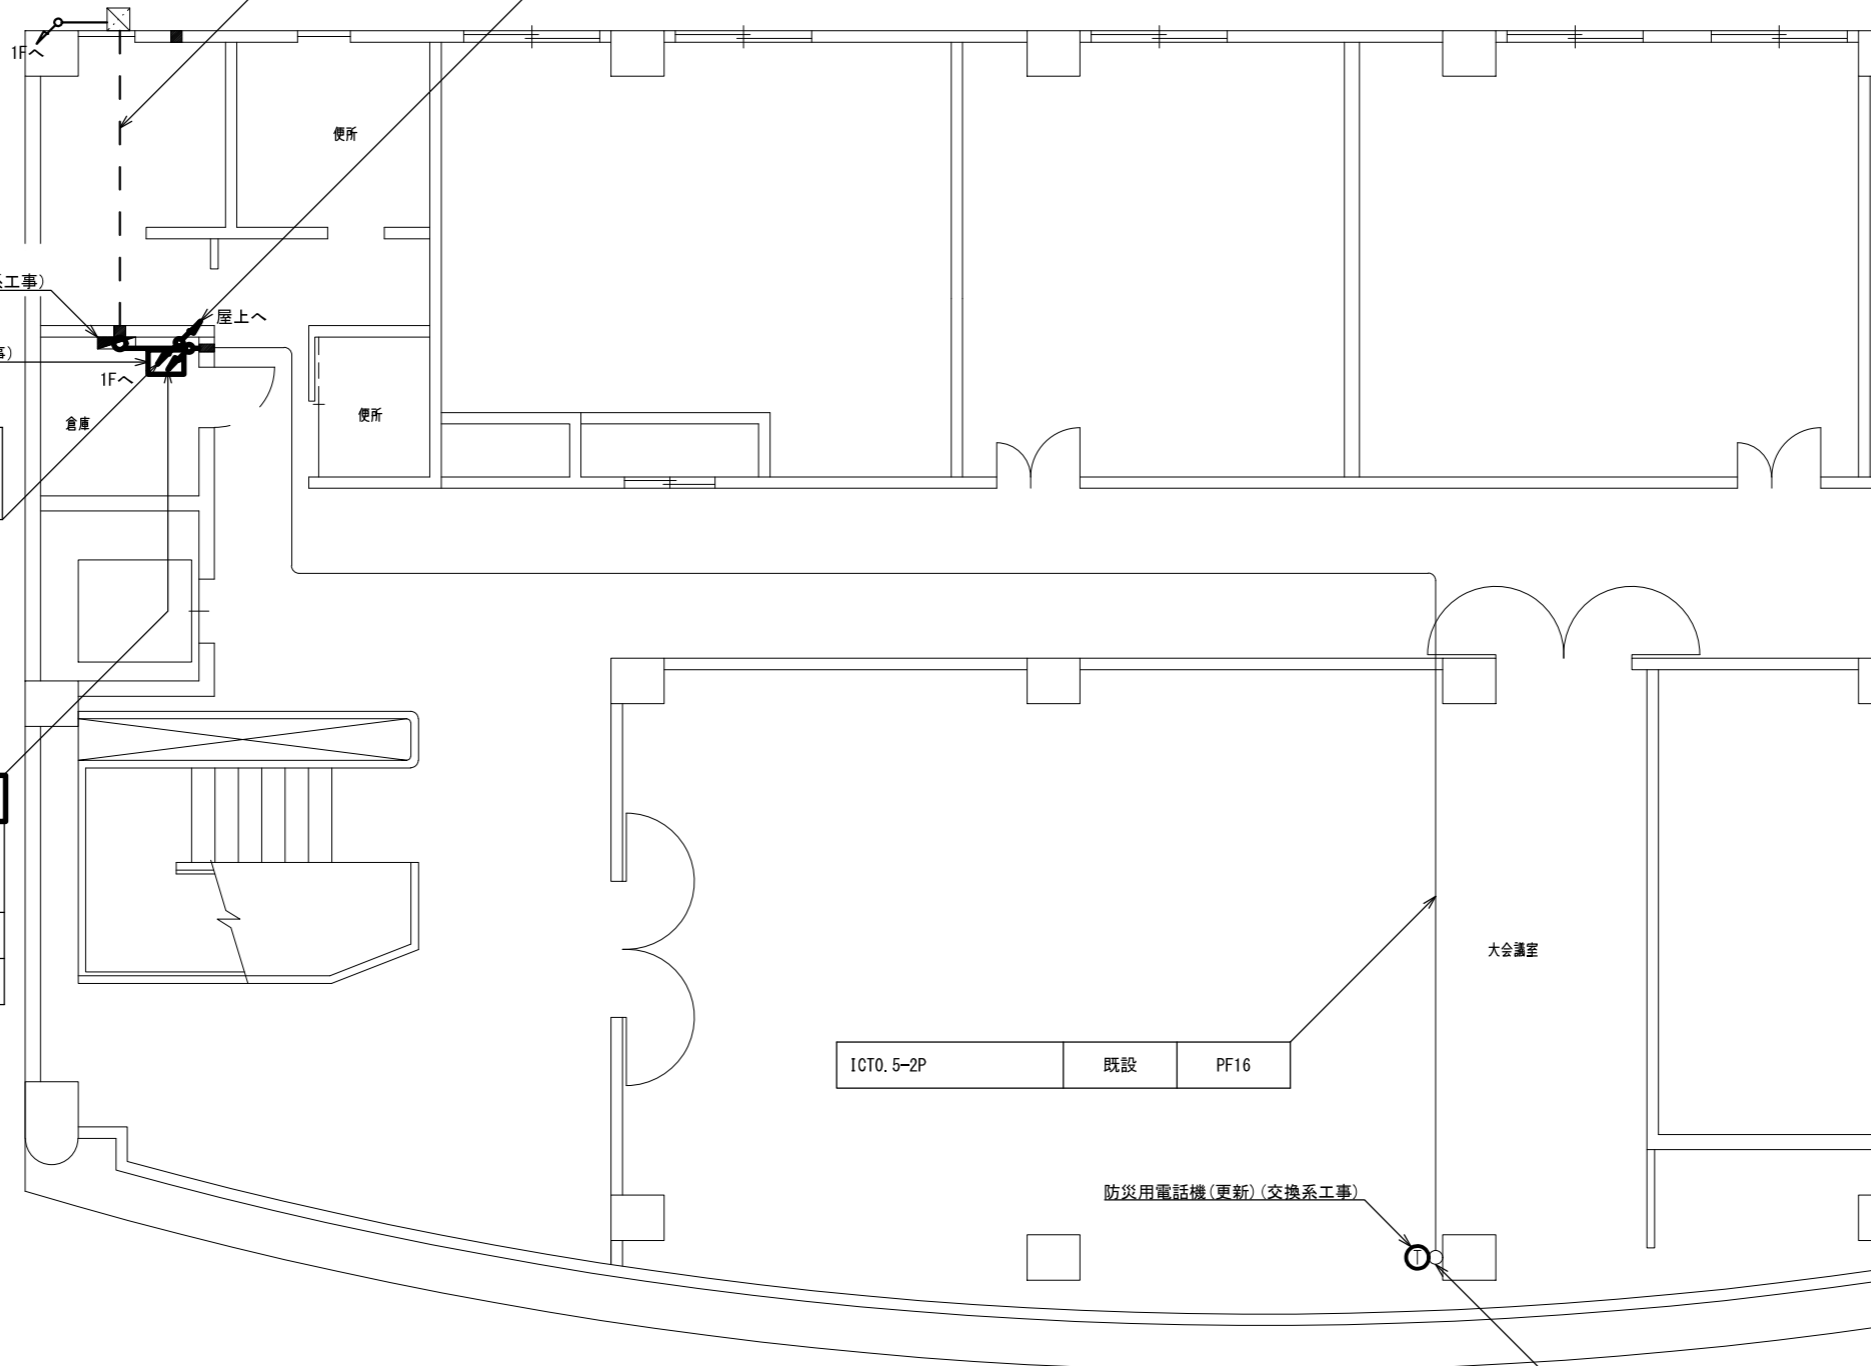 1Fへ
便所
系工事)
屋上へ
事)
1Fへ
便所
倉庫
大会議室
ICT0.5-2P 既設 PF16
防災用電話機(更新)(交換系工事)
T